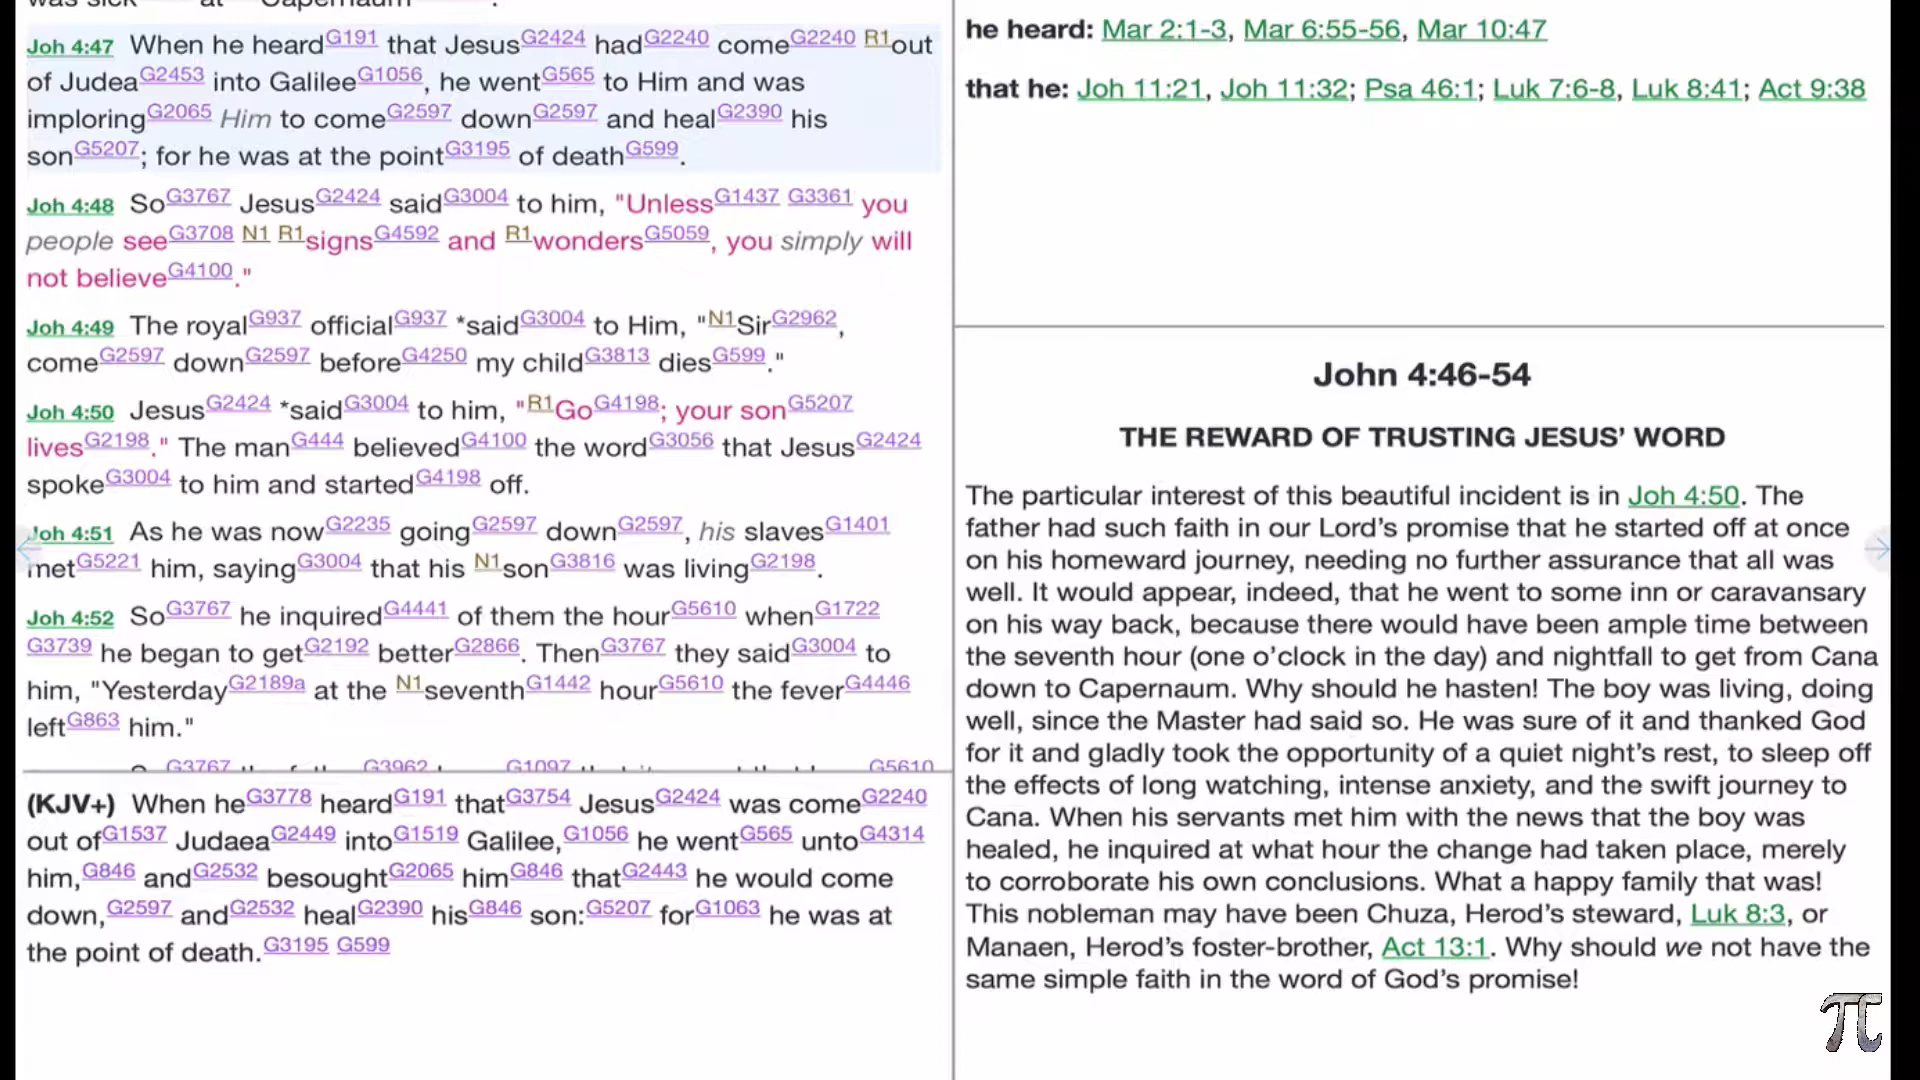 was sick at Capernaum.
Joh 4:47 When he heardG191 that JesusG2424 hadG2240 comeG2240 R1out
of JudeaG2453 into GalileeG1056, he wentG565 to Him and was
imploringG2065 Him to comeG2597 downG2597 and healG2390 his
sonG5207; for he was at the pointG3195 of deathG599.
Joh 4:48 SoG3767 JesusG2424 saidG3004 to him, "UnlessG1437 G3361 you
people seeG3708 N1 R1signsG4592 and R1wondersG5059, you simply will
not believeG4100."
Joh 4:49 The royalG937 officialG937 *saidG3004 to Him, "N1SirG2962,
comeG2597 downG2597 beforeG4250 my childG3813 diesG599."
Joh 4:50 JesusG2424 *saidG3004 to him, "R1GoG4198; your sonG5207
livesG2198." The manG444 believedG4100 the wordG3056 that JesusG2424
spokeG3004 to him and startedG4198 off.
Joh 4:51 As he was nowG2235 goingG2597 downG2597, his slavesG1401
metG5221 him, sayingG3004 that his N1sonG3816 was livingG2198.
Joh 4:52 SoG3767 he inquiredG4441 of them the hourG5610 whenG1722
G3739 he began to getG2192 betterG2866. ThenG3767 they saidG3004 to
him, "YesterdayG2189a at the N1seventhG1442 hourG5610 the feverG4446
leftG863 him."
G3767 G3962 G1097 G5610
(KJV+) When heG3778 heardG191 thatG3754 JesusG2424 was comeG2240
out ofG1537 JudaeaG2449 intoG1519 Galilee,G1056 he wentG565 untoG4314
him,G846 andG2532 besoughtG2065 himG846 thatG2443 he would come
down,G2597 andG2532 healG2390 hisG846 son:G5207 forG1063 he was at
the point of death.G3195 G599
he heard: Mar 2:1-3, Mar 6:55-56, Mar 10:47
that he: Joh 11:21, Joh 11:32; Psa 46:1; Luk 7:6-8, Luk 8:41; Act 9:38
John 4:46-54
THE REWARD OF TRUSTING JESUS’ WORD
The particular interest of this beautiful incident is in Joh 4:50. The
father had such faith in our Lord’s promise that he started off at once
on his homeward journey, needing no further assurance that all was
well. It would appear, indeed, that he went to some inn or caravansary
on his way back, because there would have been ample time between
the seventh hour (one o’clock in the day) and nightfall to get from Cana
down to Capernaum. Why should he hasten! The boy was living, doing
well, since the Master had said so. He was sure of it and thanked God
for it and gladly took the opportunity of a quiet night’s rest, to sleep off
the effects of long watching, intense anxiety, and the swift journey to
Cana. When his servants met him with the news that the boy was
healed, he inquired at what hour the change had taken place, merely
to corroborate his own conclusions. What a happy family that was!
This nobleman may have been Chuza, Herod’s steward, Luk 8:3, or
Manaen, Herod’s foster-brother, Act 13:1. Why should we not have the
same simple faith in the word of God’s promise!
π